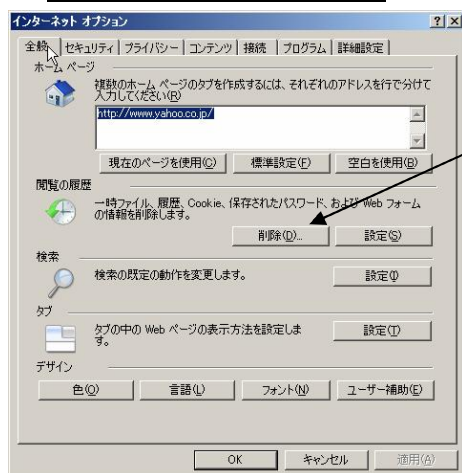 インターネット オプション
全般 セキュリティ プライバシー コンテンツ 接続 プログラム 詳細設定
ホーム ページ
複数のホーム ページのタブを作成するには、それぞれのアドレスを行で分けて
入力してください(R)
http://www.yahoo.co.jp/
現在のページを使用(C) 標準設定(F) 空白を使用(B)
閲覧の履歴
一時ファイル、履歴、Cookie、保存されたパスワード、および Web フォーム
の情報を削除します。
削除(D)... 設定(S)
検索
検索の既定の動作を変更します。
設定(I)
タブ
タブの中の Web ページの表示方法を設定しま
す。
設定(T)
デザイン
色(O) 言語(L) フォント(N) ユーザー補助(E)
OK キャンセル 適用(A)